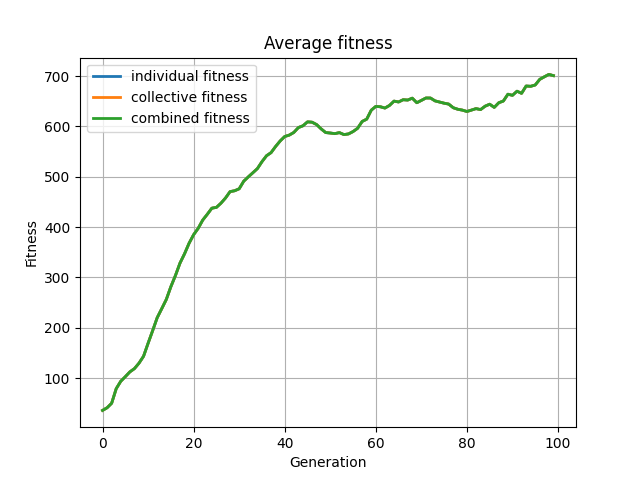 Average fitness
individual fitness
collective fitness
combined fitness
700
600
500
400
300
200
100
Fitness
0 20 40 60 80 100
Generation